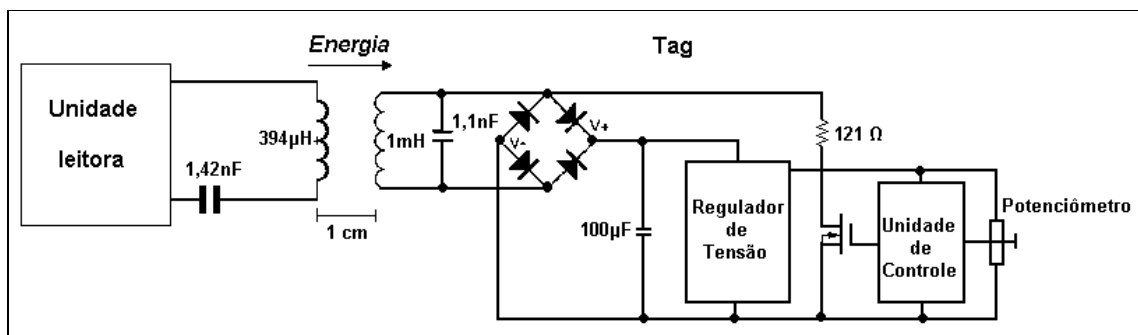 Energia
Tag
Unidade
leitora
394µH
1mH
1,1nF
1,42nF
1 cm
V-
V+
100µF
121 Ω
Regulador
de
Tensão
Unidade
de
Controle
Potenciômetro